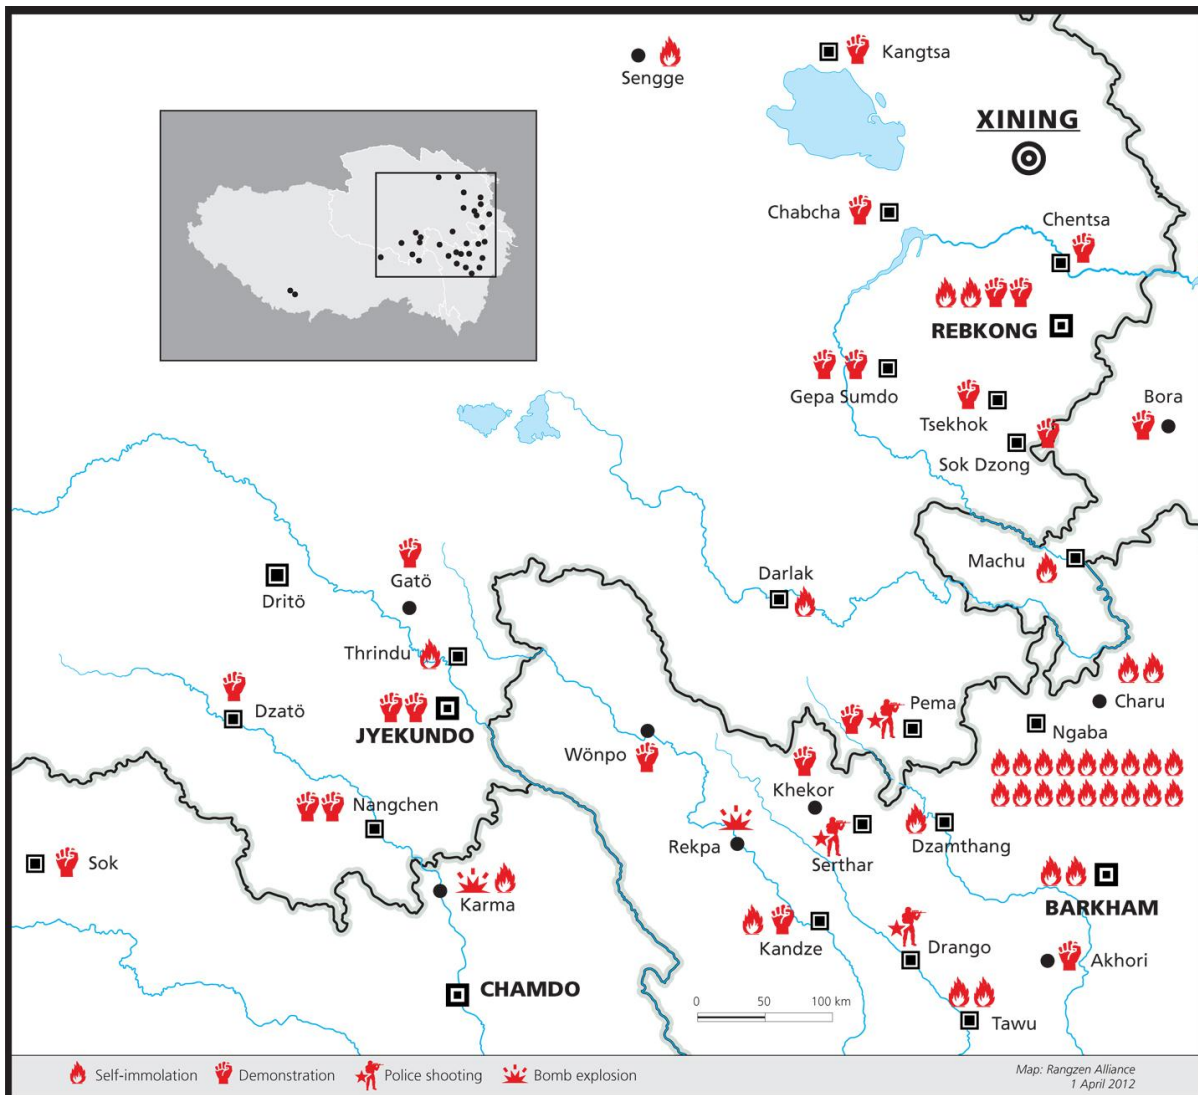 Sengge
Kangtsa
XINING
Chabcha
Chentsa
REBKONG
Gepa Sumdo
Tsekhok
Bora
Sok Dzong
Machu
Darlak
Gatö
Dritö
Thrindu
Charu
Dzatö
JYEKUNDO
Pema
Ngaba
Wönpo
Khekor
Nangchen
Rekpa
Serthar
Dzamthang
Sok
Karma
BARKHAM
Kandze
Drango
Akhori
CHAMDO
0 50 100 km
Tawu
Self-immolation Demonstration Police shooting Bomb explosion
Map: Rangzen Alliance
1 April 2012